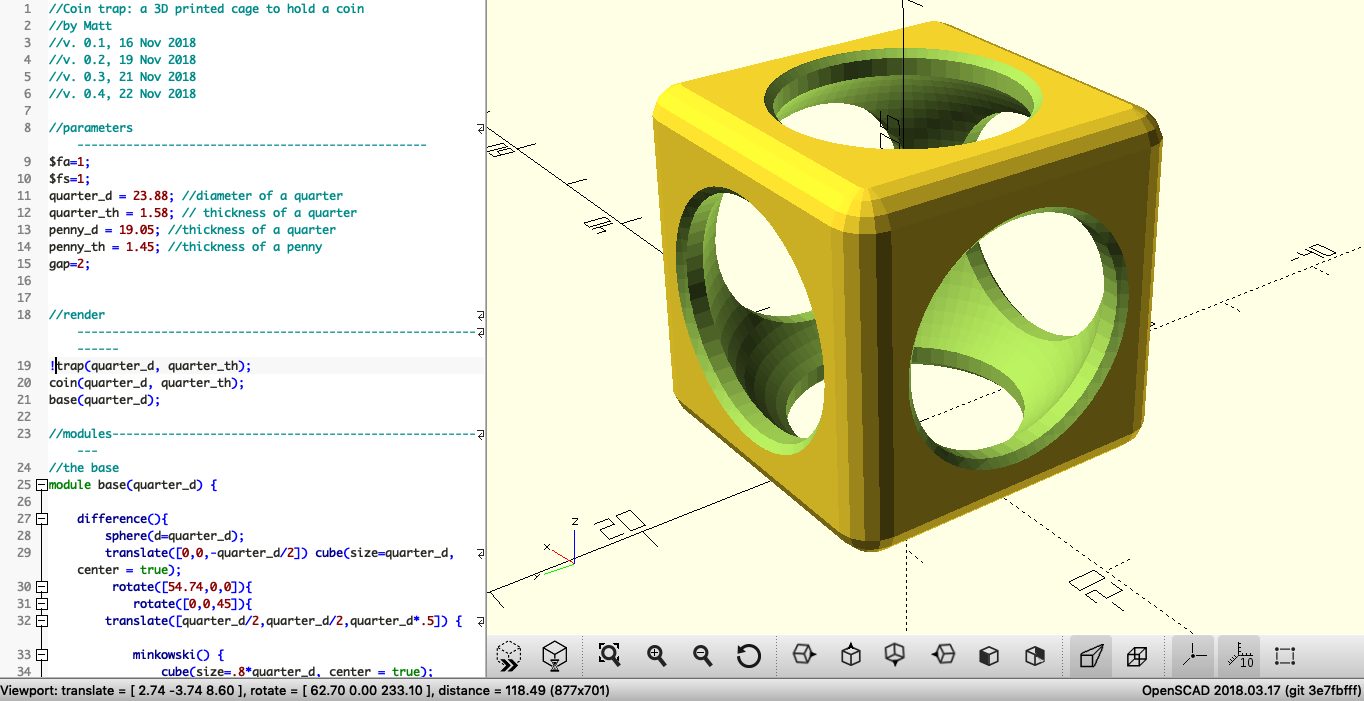 1 //Coin trap: a 3D printed cage to hold a coin
2 //by Matt
3 //v. 0.1, 16 Nov 2018
4 //v. 0.2, 19 Nov 2018
5 //v. 0.3, 21 Nov 2018
6 //v. 0.4, 22 Nov 2018
7
8 //parameters
--------------------------------------------------
9 $fa=1;
10 $fs=1;
11 quarter_d = 23.88; //diameter of a quarter
12 quarter_th = 1.58; // thickness of a quarter
13 penny_d = 19.05; //thickness of a quarter
14 penny_th = 1.45; //thickness of a penny
15 gap=2;
16
17
18 //render
---------------------------------------------------------
------
19 !trap(quarter_d, quarter_th);
20 coin(quarter_d, quarter_th);
21 base(quarter_d);
22
23 //modules----------------------------------------------------
---
24 //the base
25 module base(quarter_d) {
26
27 difference(){
28 sphere(d=quarter_d);
29 translate([0,0,-quarter_d/2]) cube(size=quarter_d,
center = true);
30 rotate([54.74,0,0]){
31 rotate([0,0,45]){
32 translate([quarter_d/2,quarter_d/2,quarter_d*.5]) {
33 minkowski() {
34 cube(size=.8*quarter_d, center = true);
20
10
z
x
y
10
Viewport: translate = [ 2.74 -3.74 8.60 ], rotate = [ 62.70 0.00 233.10 ], distance = 118.49 (877x701)
OpenSCAD 2018.03.17 (git 3e7fbfff)